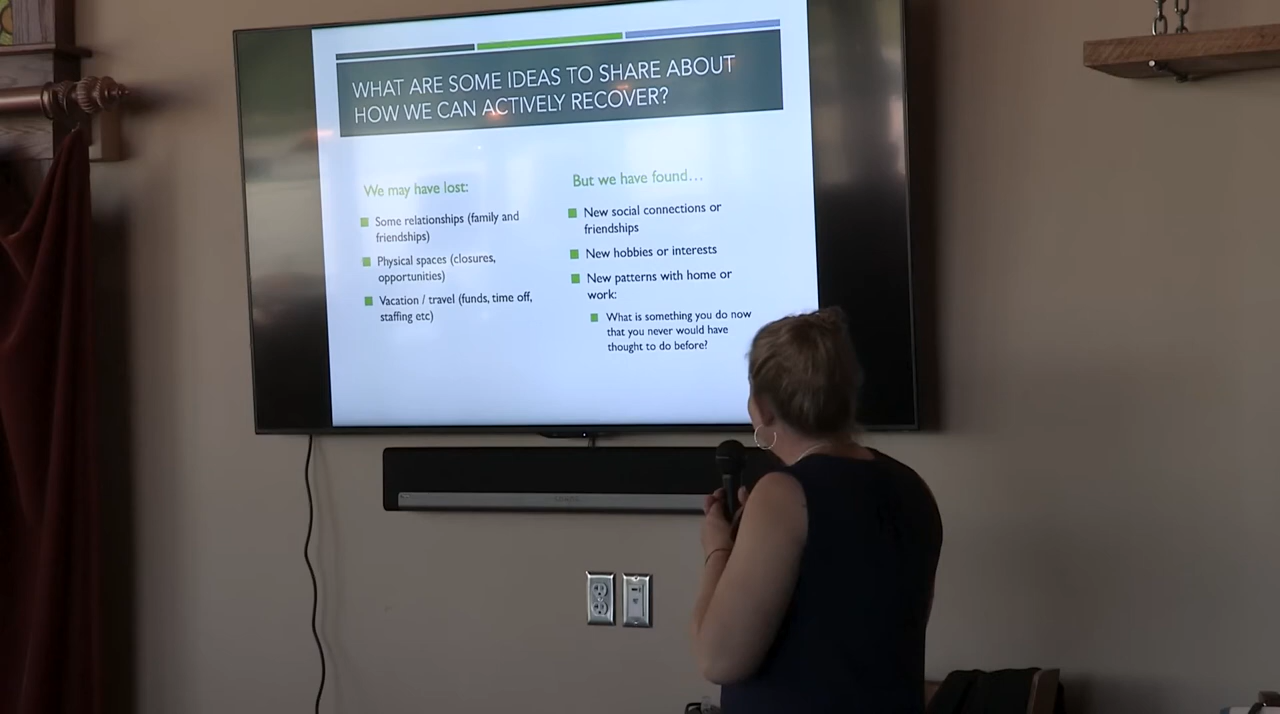 WHAT ARE SOME IDEAS TO SHARE ABOUT
HOW WE CAN ACTIVELY RECOVER?
We may have lost:
Some relationships (family and
friendships)
Physical spaces (closures,
opportunities)
Vacation / travel (funds, time off,
staffing etc)
But we have found…
New social connections or
friendships
New hobbies or interests
New patterns with home or
work:
What is something you do now
that you never would have
thought to do before?